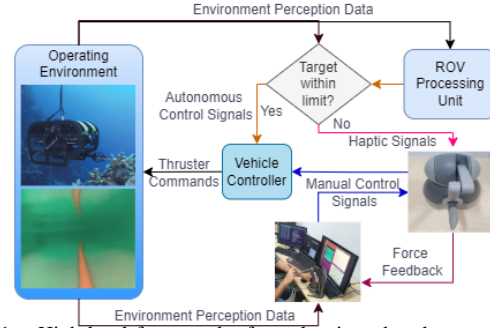 Environment Perception Data
Operating
Environment
Target
within
limit?
ROV
Processing
Unit
Autonomous
Control Signals
Yes
No
Haptic Signals
Thruster
Commands
Vehicle
Controller
Manual Control
Signals
Force
Feedback
Environment Perception Data